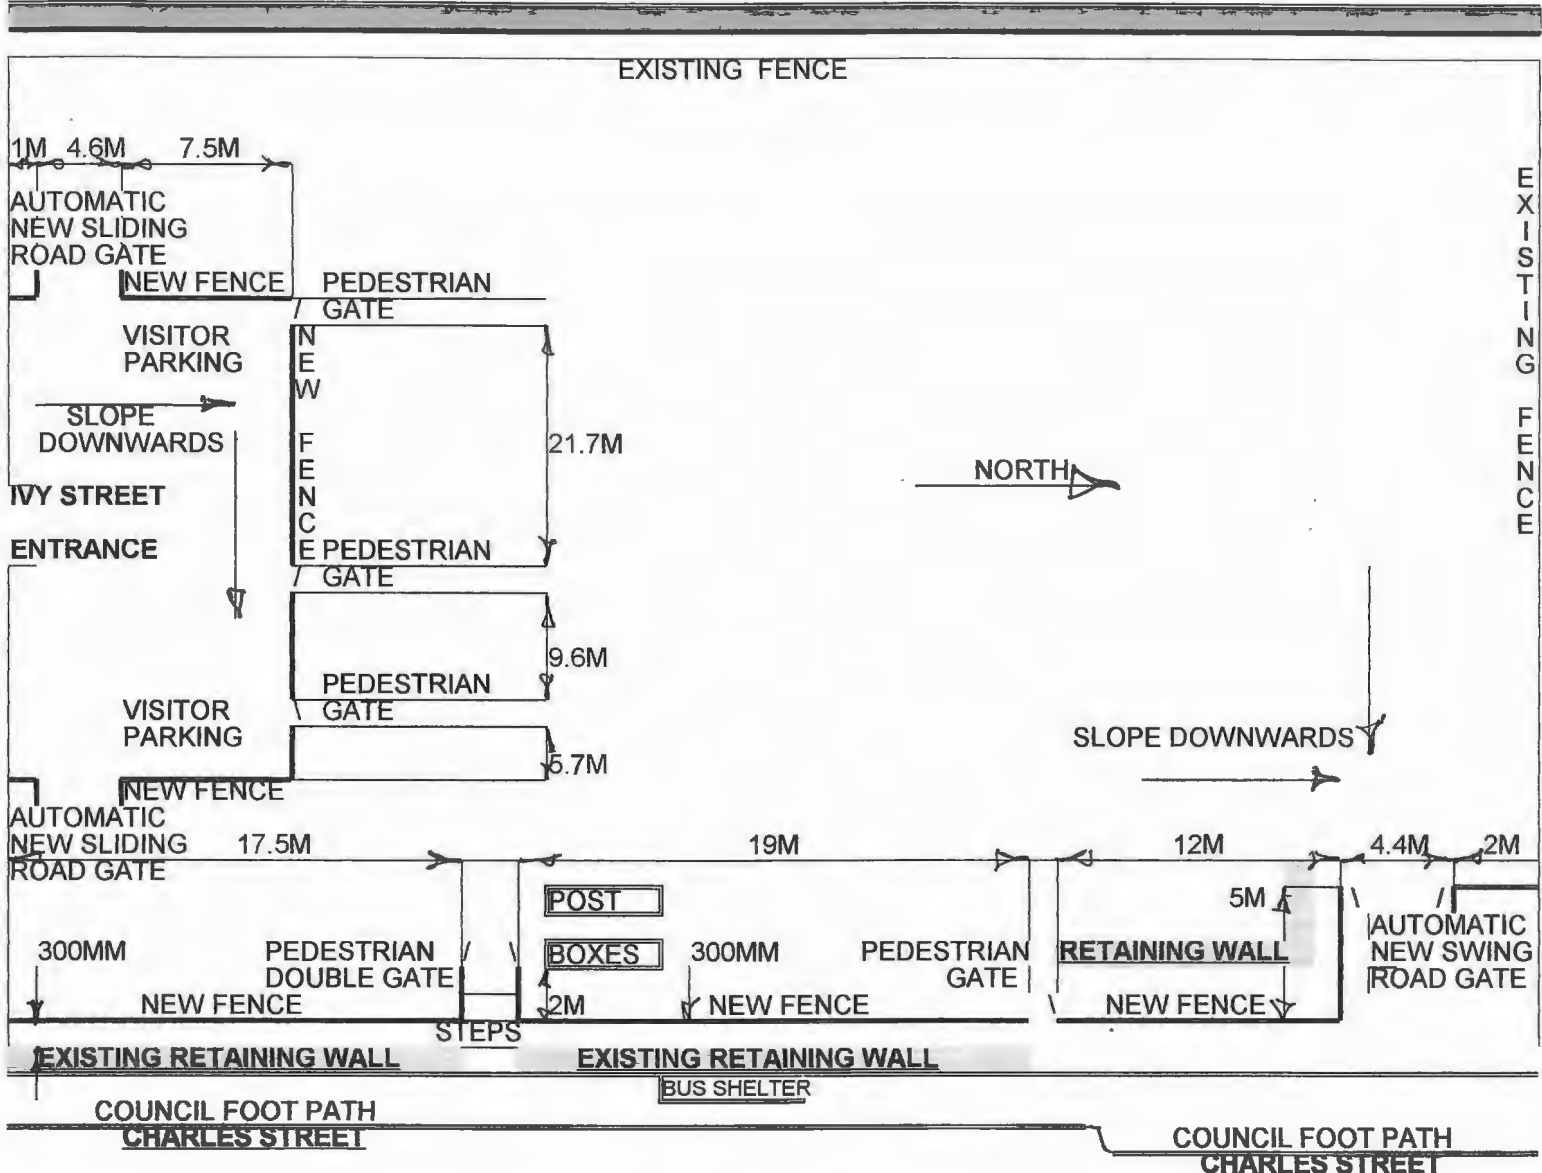 EXISTING FENCE
1M 4.6M 7.5M
AUTOMATIC
NEW SLIDING
ROAD GATE
NEW FENCE
PEDESTRIAN
GATE
VISITOR
PARKING
NEW FENCE
21.7M
SLOPE
DOWNWARDS
IVY STREET
ENTRANCE
NORTH
EXISTING FENCE
PEDESTRIAN
GATE
9.6M
PEDESTRIAN
GATE
VISITOR
PARKING
5.7M
SLOPE DOWNWARDS
NEW FENCE
AUTOMATIC
NEW SLIDING
ROAD GATE
17.5M 19M 12M 4.4M 2M
POST
BOXES
5M
AUTOMATIC
NEW SWING
ROAD GATE
300MM
PEDESTRIAN
DOUBLE GATE
300MM
PEDESTRIAN
GATE
RETAINING WALL
NEW FENCE
2M
NEW FENCE
NEW FENCE
STEPS
EXISTING RETAINING WALL
EXISTING RETAINING WALL
BUS SHELTER
COUNCIL FOOT PATH
CHARLES STREET
COUNCIL FOOT PATH
CHARLES STREET